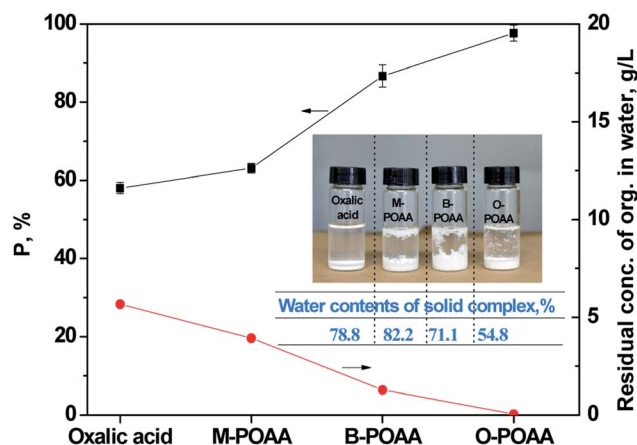 100
80
60
40
20
0
P, %
20
15
10
5
0
Residual conc. of org. in water, g/L
Oxalic acid
M-POAA
B-POAA
O-POAA
Water contents of solid complex,%
78.8 82.2 71.1 54.8
Oxalic acid M-POAA B-POAA O-POAA